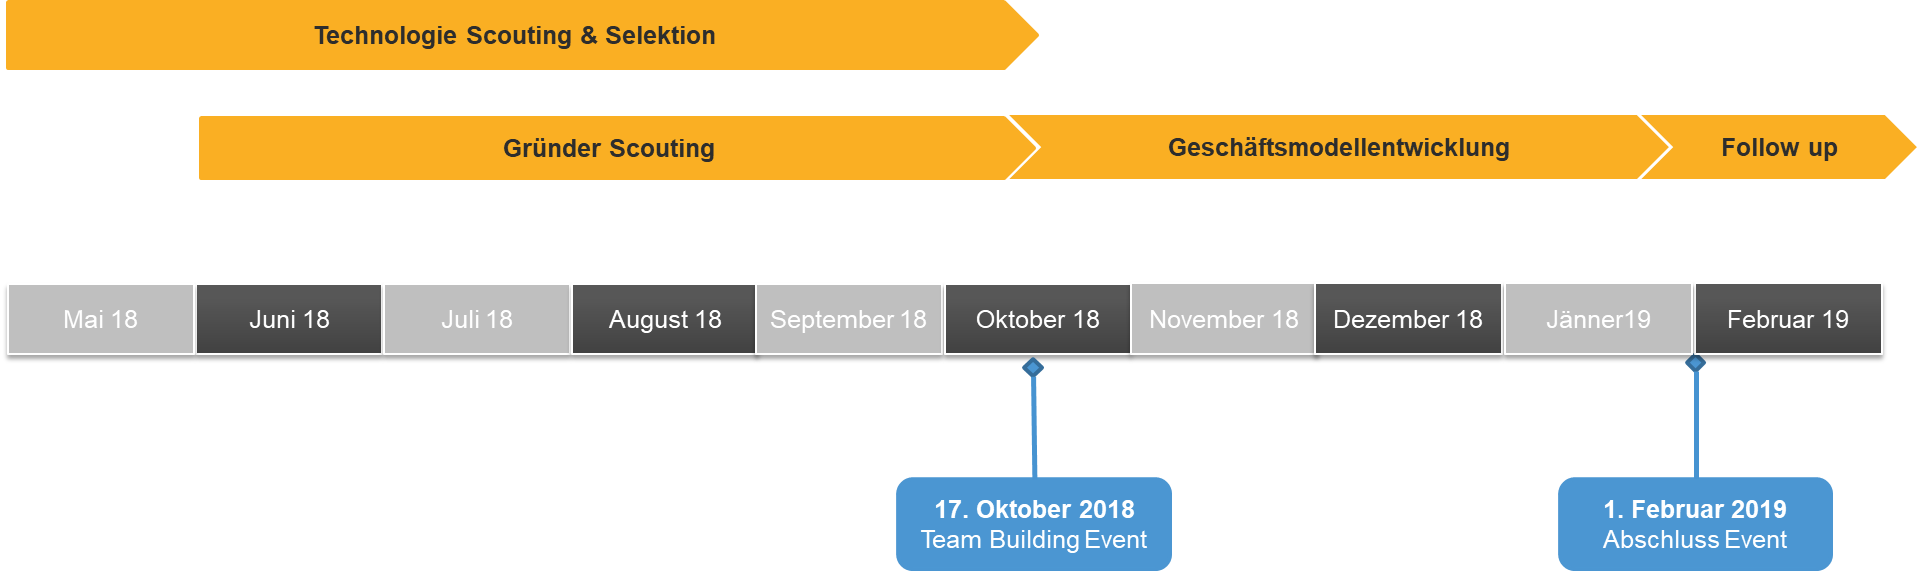 Technologie Scouting & Selektion
Gründer Scouting
Geschäftsmodellentwicklung
Follow up
Mai 18
Juni 18
Juli 18
August 18
September 18
Oktober 18
November 18
Dezember 18
Jänner19
Februar 19
17. Oktober 2018
Team Building Event
1. Februar 2019
Abschluss Event